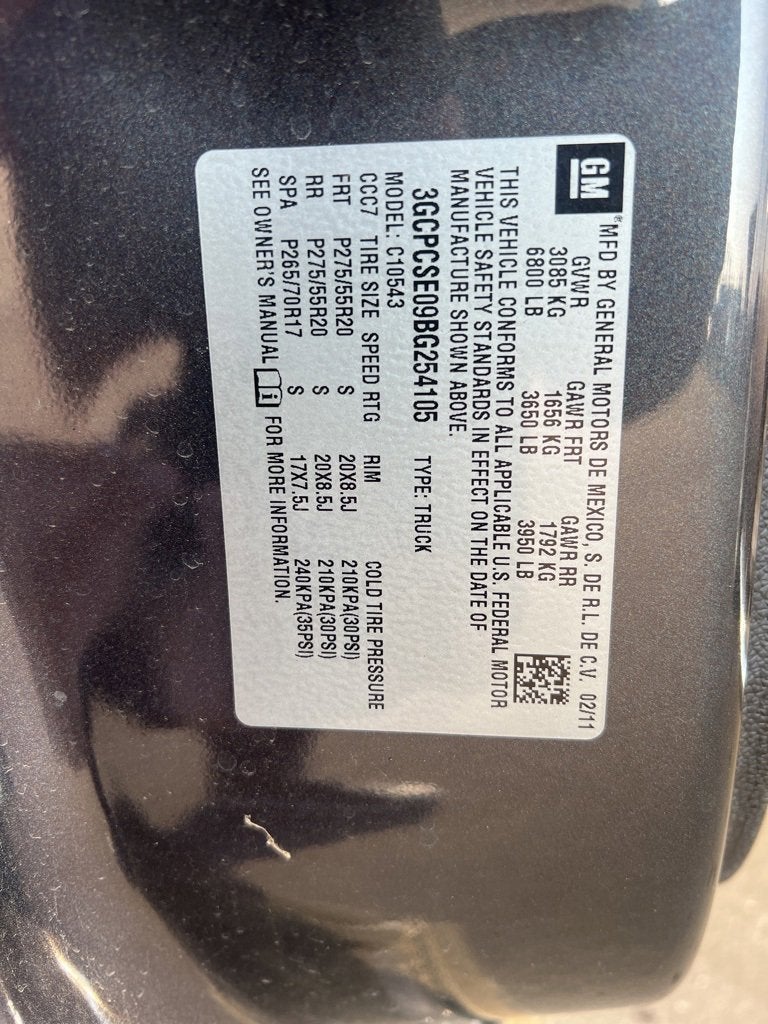 GM
®MFD BY GENERAL MOTORS DE MEXICO, S. DE R.L. DE C.V. 02/11
GVWR GAWR FRT GAWR RR
3085 KG 1656 KG 1792 KG
6800 LB 3650 LB 3950 LB
THIS VEHICLE CONFORMS TO ALL APPLICABLE U.S. FEDERAL MOTOR
VEHICLE SAFETY STANDARDS IN EFFECT ON THE DATE OF
MANUFACTURE SHOWN ABOVE.
3GCPCSE09BG254105 TYPE: TRUCK
MODEL: C10543
CCC7 TIRE SIZE SPEED RTG RIM COLD TIRE PRESSURE
FRT P275/55R20 S 20X8.5J 210KPA(30PSI)
RR P275/55R20 S 20X8.5J 210KPA(30PSI)
SPA P265/70R17 S 17X7.5J 240KPA(35PSI)
SEE OWNER'S MANUAL i FOR MORE INFORMATION.